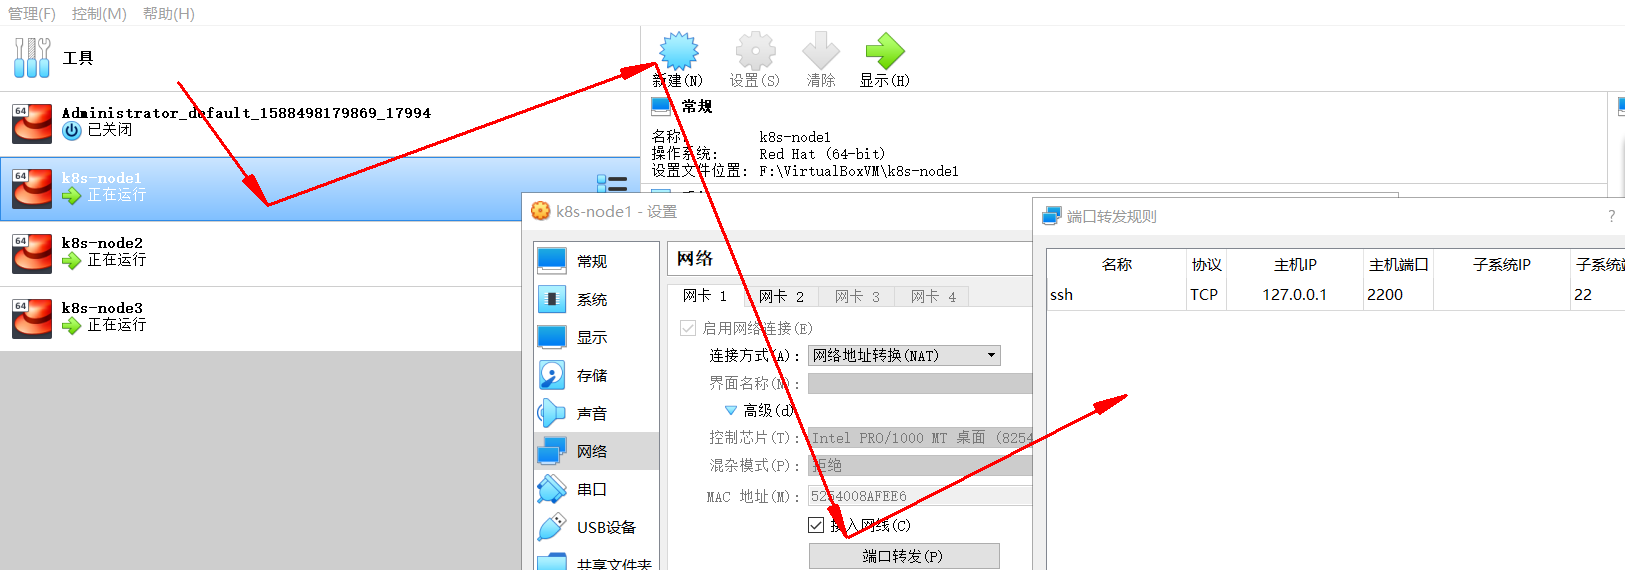 管理(F) 控制(M) 帮助(H)
工具
新建(N) 设置(S) 清除 显示(H)
Administrator_default_1588498179869_17994
已关闭
k8s-node1
正在运行
k8s-node2
正在运行
k8s-node3
正在运行
常规
名称: k8s-node1
操作系统: Red Hat (64-bit)
设置文件位置: F:\VirtualBoxVM\k8s-node1
k8s-node1 - 设置
常规
系统
显示
存储
声音
网络
串口
USB设备
共享文件夹
网络
网卡 1 网卡 2 网卡 3 网卡 4
启用网络连接(E)
连接方式(A): 网络地址转换(NAT)
界面名称(N):
高级(d)
控制芯片(T): Intel PRO/1000 MT 桌面 (8254
混杂模式(P): 拒绝
MAC 地址(M): 5254008AFEE6
接入网线(C)
端口转发(P)
端口转发规则 ?
名称 协议 主机IP 主机端口 子系统IP 子系统端
ssh TCP 127.0.0.1 2200 22